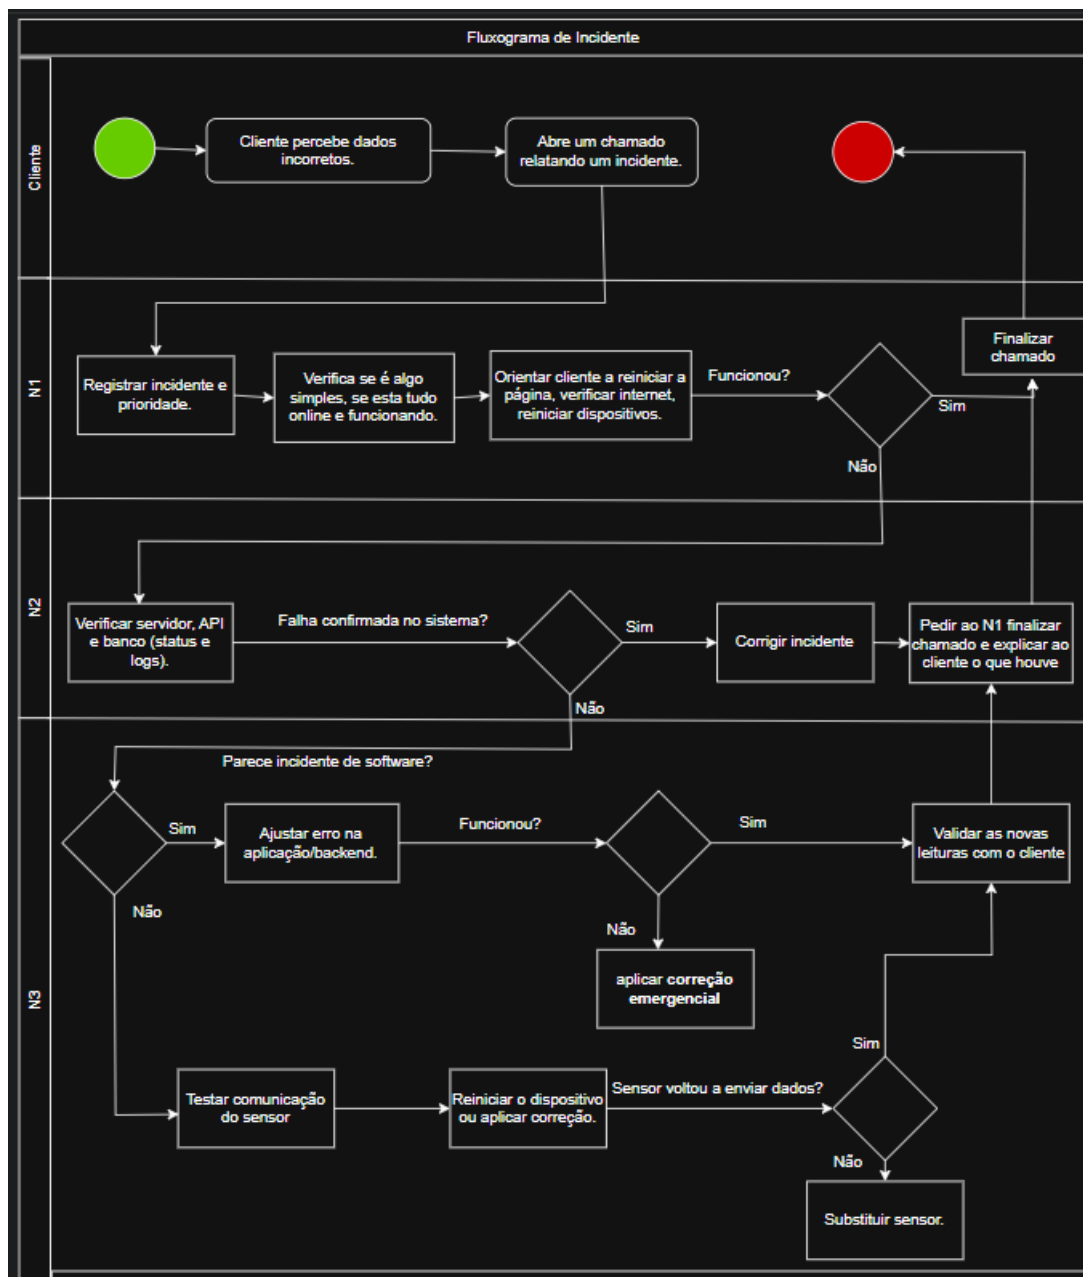 Fluxograma de Incidente
Cliente
Cliente percebe dados
incorretos.
Abre um chamado
relatando um incidente.
N1
Registrar incidente e
prioridade.
Verifica se é algo
simples, se esta tudo
online e funcionando.
Orientar cliente a reiniciar a
página, verificar internet,
reiniciar dispositivos.
Funcionou?
Sim
Não
Finalizar
chamado
N2
Verificar servidor, API
e banco (status e
logs).
Falha confirmada no sistema?
Sim
Não
Corrigir incidente
Pedir ao N1 finalizar
chamado e explicar ao
cliente o que houve
N3
Parece incidente de software?
Sim
Não
Ajustar erro na
aplicação/backend.
Funcionou?
Sim
Não
Validar as novas
leituras com o cliente
aplicar correção
emergencial
Testar comunicação
do sensor
Reiniciar o dispositivo
ou aplicar correção.
Sensor voltou a enviar dados?
Sim
Não
Substituir sensor.